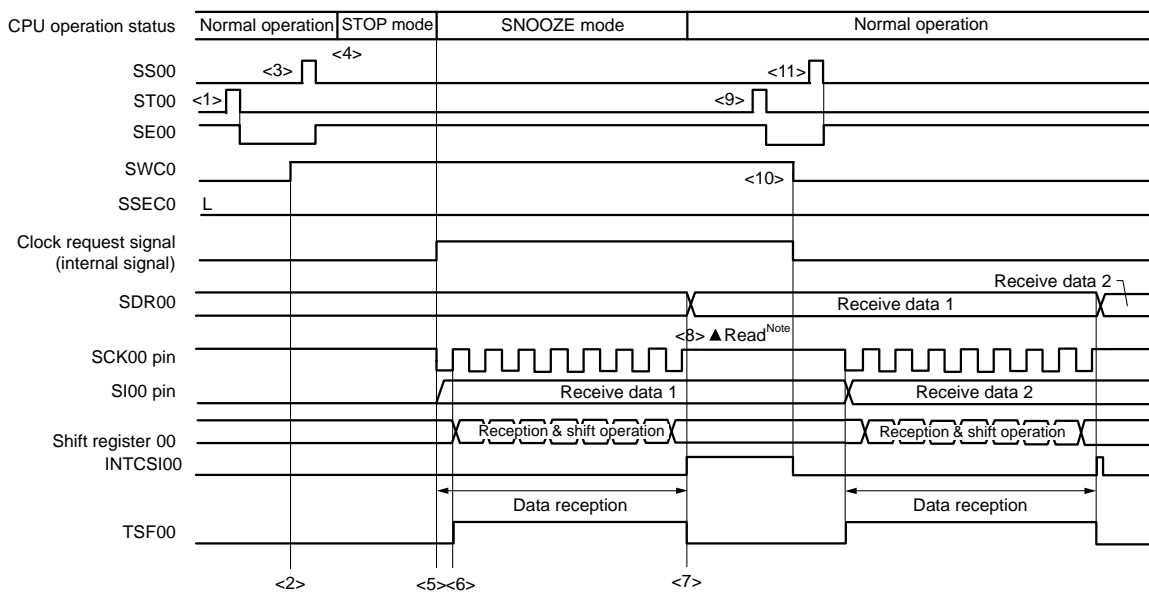 CPU operation status Normal operation STOP mode SNOOZE mode Normal operation
<4>
SS00 <3> <11>
ST00 <1> <9>
SE00
SWC0 <10>
SSEC0 L
Clock request signal
(internal signal)
Receive data 2
SDR00 Receive data 1
<8> ▲Read Note
SCK00 pin
SI00 pin Receive data 1 Receive data 2
Shift register 00 Reception & shift operation Reception & shift operation
INTCSI00
Data reception Data reception
TSF00
<2> <5><6> <7>